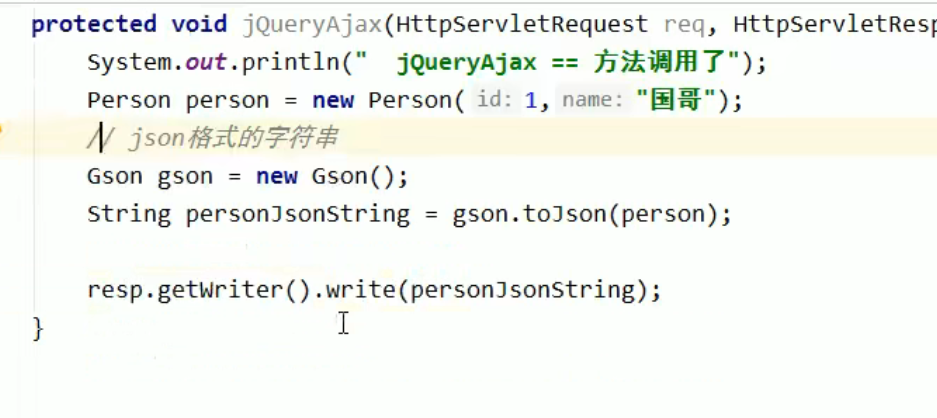 protected void jQueryAjax(HttpServletRequest req, HttpServletResp
System.out.println("  jQueryAjax == 方法调用了");
Person person = new Person( id: 1, name: "国哥");
// json格式的字符串
Gson gson = new Gson();
String personJsonString = gson.toJson(person);
resp.getWriter().write(personJsonString);
}